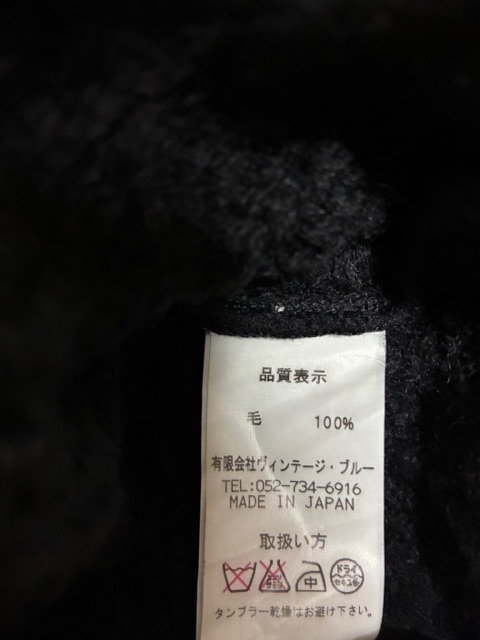 品質表示
毛 100%
有限会社ヴィンテージ・ブルー
TEL:052-734-6916
MADE IN JAPAN
取扱い方
中 ドライ
タンブラー乾燥はお避け下さい。